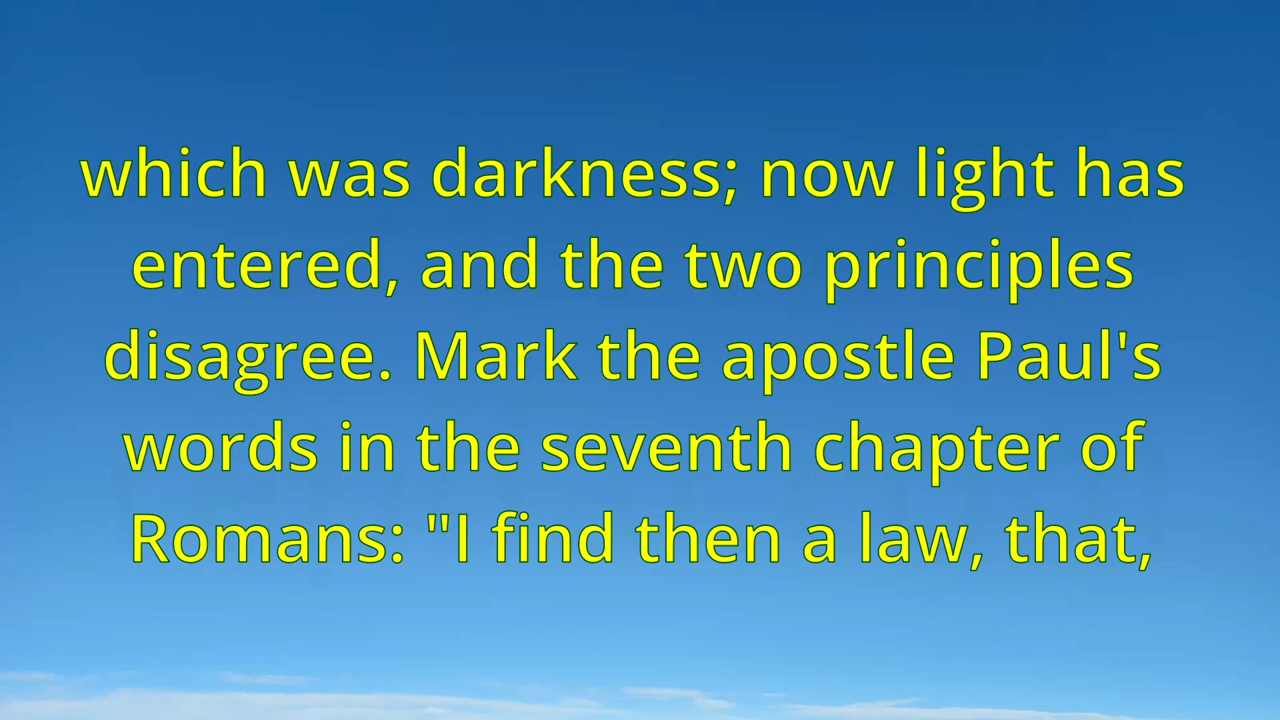 which was darkness; now light has
entered, and the two principles
disagree. Mark the apostle Paul's
words in the seventh chapter of
Romans: "I find then a law, that,